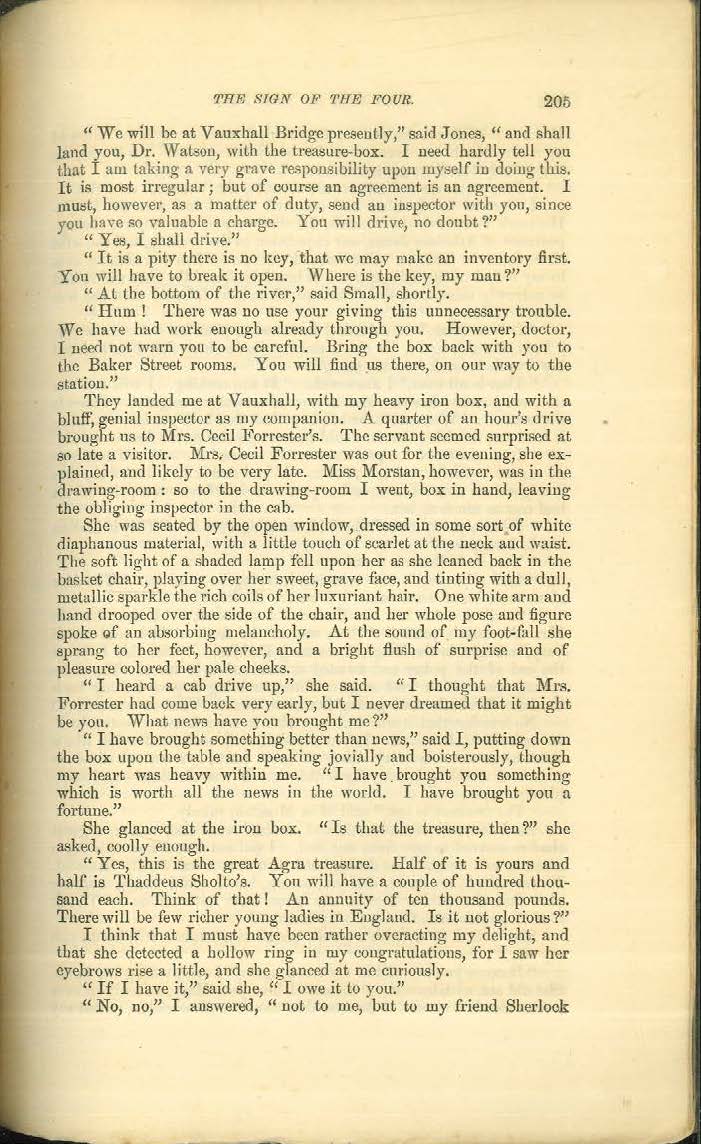 THE SIGN OF THE FOUR. 205
" We will be at Vauxhall Bridge presently," said Jones, " and shall
land you, Dr. Watson, with the treasure-box. I need hardly tell you
that I am taking a very grave responsibility upon myself in doing this.
It is most irregular; but of course an agreement is an agreement. I
must, however, as a matter of duty, send an inspector with you, since
you have so valuable a charge. You will drive, no doubt?"
" Yes, I shall drive."
" It is a pity there is no key, that we may make an inventory first.
You will have to break it open. Where is the key, my man?"
" At the bottom of the river," said Small, shortly.
" Hum ! There was no use your giving this unnecessary trouble.
We have had work enough already through you. However, doctor,
I need not warn you to be careful. Bring the box back with you to
the Baker Street rooms. You will find us there, on our way to the
station."
They landed me at Vauxhall, with my heavy iron box, and with a
bluff, genial inspector as my companion. A quarter of an hour's drive
brought us to Mrs. Cecil Forrester's. The servant seemed surprised at
so late a visitor. Mrs. Cecil Forrester was out for the evening, she ex-
plained, and likely to be very late. Miss Morstan, however, was in the
drawing-room : so to the drawing-room I went, box in hand, leaving
the obliging inspector in the cab.
She was seated by the open window, dressed in some sort of white
diaphanous material, with a little touch of scarlet at the neck and waist.
The soft light of a shaded lamp fell upon her as she leaned back in the
basket chair, playing over her sweet, grave face, and tinting with a dull,
metallic sparkle the rich coils of her luxuriant hair. One white arm and
hand drooped over the side of the chair, and her whole pose and figure
spoke of an absorbing melancholy. At the sound of my foot-fall she
sprang to her feet, however, and a bright flush of surprise and of
pleasure colored her pale cheeks.
" I heard a cab drive up," she said. " I thought that Mrs.
Forrester had come back very early, but I never dreamed that it might
be you. What news have you brought me?"
" I have brought something better than news," said I, putting down
the box upon the table and speaking jovially and boisterously, though
my heart was heavy within me. " I have brought you something
which is worth all the news in the world. I have brought you a
fortune."
She glanced at the iron box. " Is that the treasure, then?" she
asked, coolly enough.
" Yes, this is the great Agra treasure. Half of it is yours and
half is Thaddeus Sholto's. You will have a couple of hundred thou-
sand each. Think of that! An annuity of ten thousand pounds.
There will be few richer young ladies in England. Is it not glorious?"
I think that I must have been rather overacting my delight, and
that she detected a hollow ring in my congratulations, for I saw her
eyebrows rise a little, and she glanced at me curiously.
" If I have it," said she, " I owe it to you."
" No, no," I answered, " not to me, but to my friend Sherlock